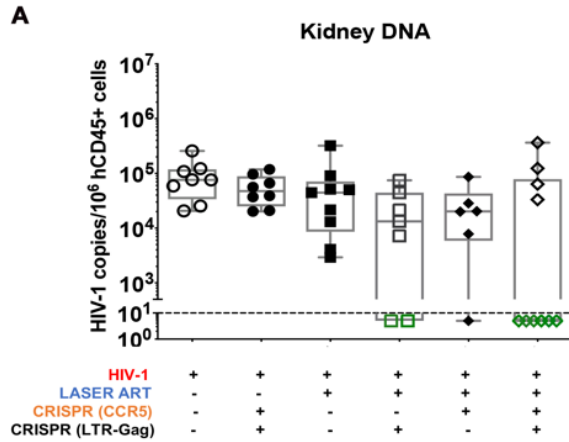 A
Kidney DNA
HIV-1 copies/10⁶ hCD45+ cells
10⁷
10⁶
10⁵
10⁴
10³
10¹
10⁰
HIV-1 + + + + + +
LASER ART - - + + + +
CRISPR (CCR5) - + - - + +
CRISPR (LTR-Gag) - + - + - +